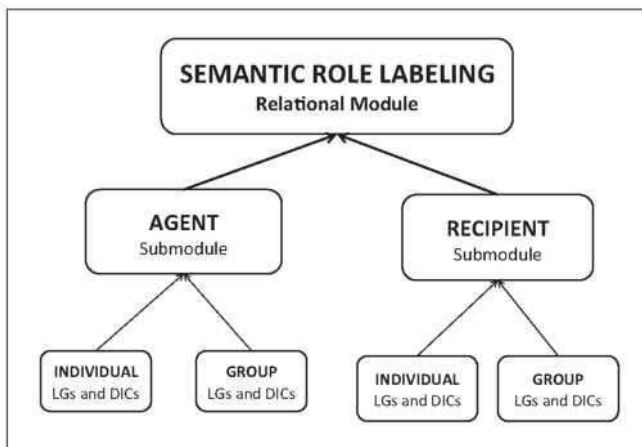 SEMANTIC ROLE LABELING
Relational Module
AGENT
Submodule
RECIPIENT
Submodule
INDIVIDUAL
LGs and DICs
GROUP
LGs and DICs
INDIVIDUAL
LGs and DICs
GROUP
LGs and DICs